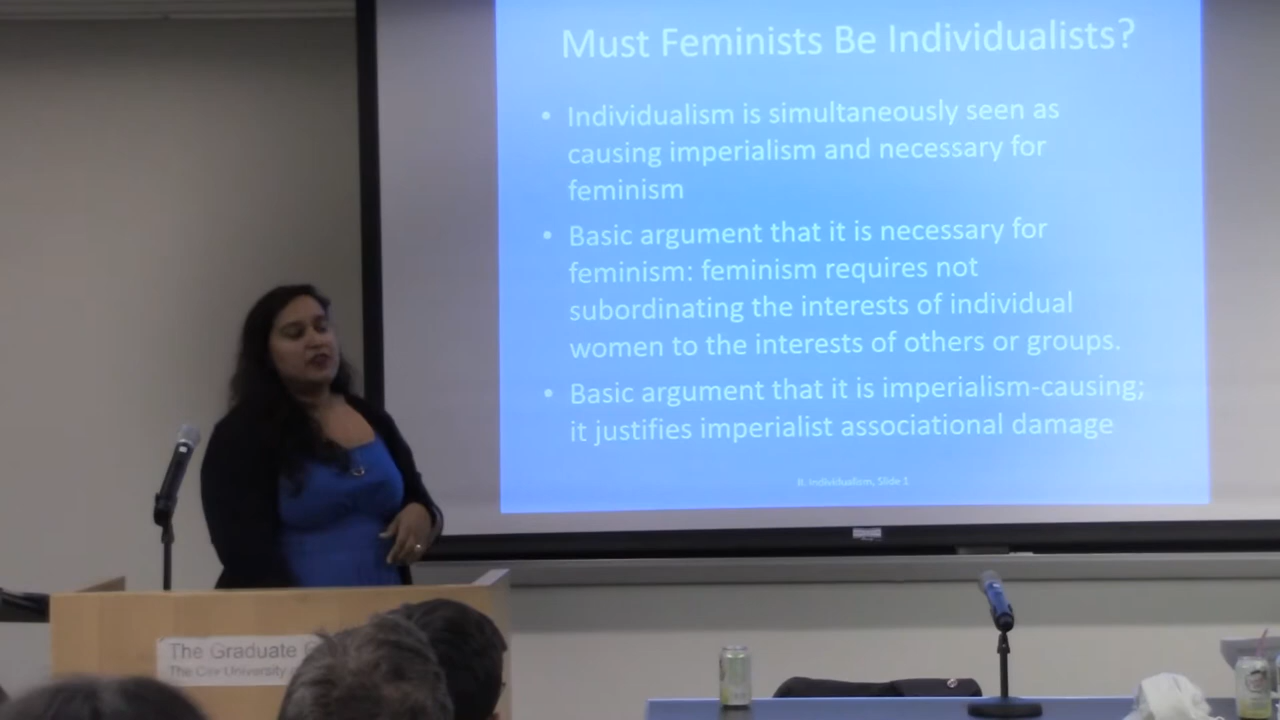 Must Feminists Be Individualists?
• Individualism is simultaneously seen as
causing imperialism and necessary for
feminism
• Basic argument that it is necessary for
feminism: feminism requires not
subordinating the interests of individual
women to the interests of others or groups.
• Basic argument that it is imperialism-causing;
it justifies imperialist associational damage
II. Individualism, Slide 1
The Graduate
The City University